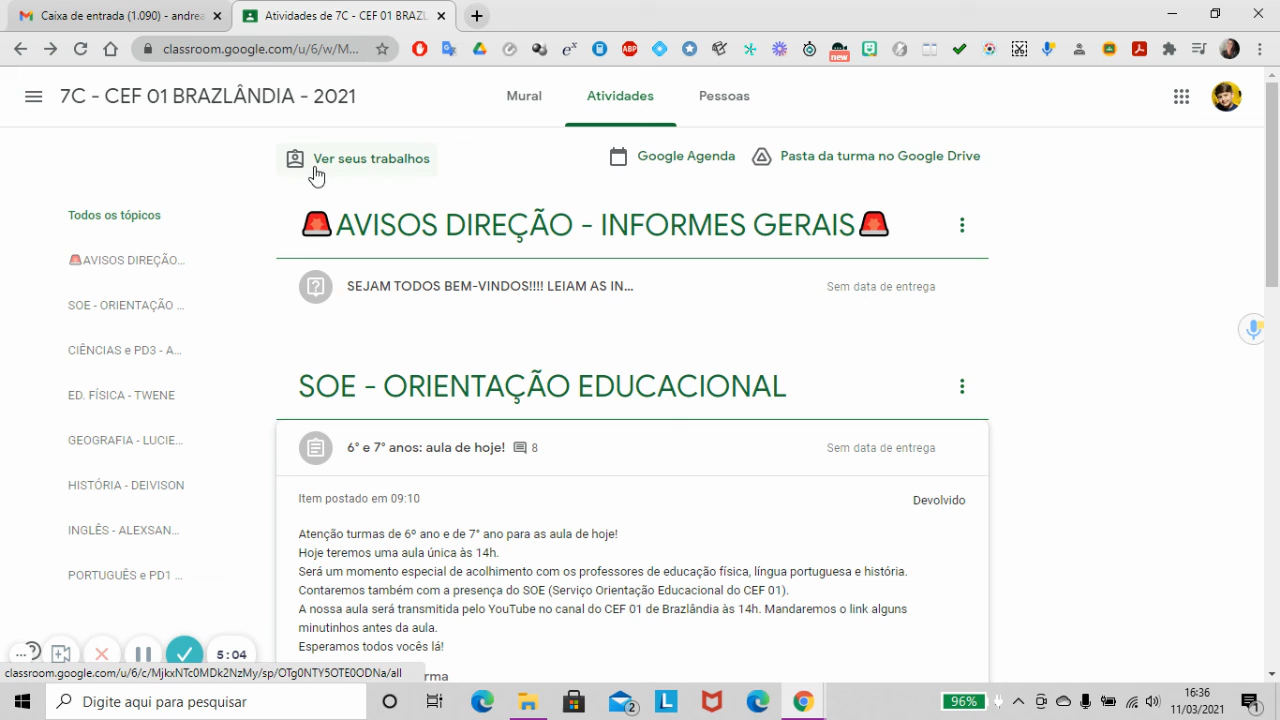 Caixa de entrada (1.090) - andrea
Atividades de 7C - CEF 01 BRAZL
classroom.google.com/u/6/w/M...
ABP
new
7C - CEF 01 BRAZLÂNDIA - 2021
Mural
Atividades
Pessoas
Ver seus trabalhos
Google Agenda
Pasta da turma no Google Drive
Todos os tópicos
AVISOS DIREÇÃO...
SOE - ORIENTAÇÃO ...
CIÊNCIAS e PD3 - A...
ED. FÍSICA - TWENE
GEOGRAFIA - LUCIE...
HISTÓRIA - DEIVISON
INGLÊS - ALEXSAN...
PORTUGUÊS e PD1 ...
🚨AVISOS DIREÇÃO - INFORMES GERAIS🚨
SEJAM TODOS BEM-VINDOS!!!! LEIAM AS IN...
Sem data de entrega
SOE - ORIENTAÇÃO EDUCACIONAL
6° e 7° anos: aula de hoje! 8
Sem data de entrega
Item postado em 09:10
Devolvido
Atenção turmas de 6º ano e de 7° ano para as aula de hoje!
Hoje teremos uma aula única às 14h.
Será um momento especial de acolhimento com os professores de educação física, língua portuguesa e história.
Contaremos também com a presença do SOE (Serviço Orientação Educacional do CEF 01).
A nossa aula será transmitida pelo YouTube no canal do CEF 01 de Brazlândia às 14h. Mandaremos o link alguns
minutinhos antes da aula.
Esperamos todos vocês lá!
rma
5:04
classroom.google.com/u/6/c/MjkxNTc0MDk2NzMy/sp/OTg0NTY5OTE0ODNa/all
Digite aqui para pesquisar
2
L
96%
16:36
11/03/2021
1